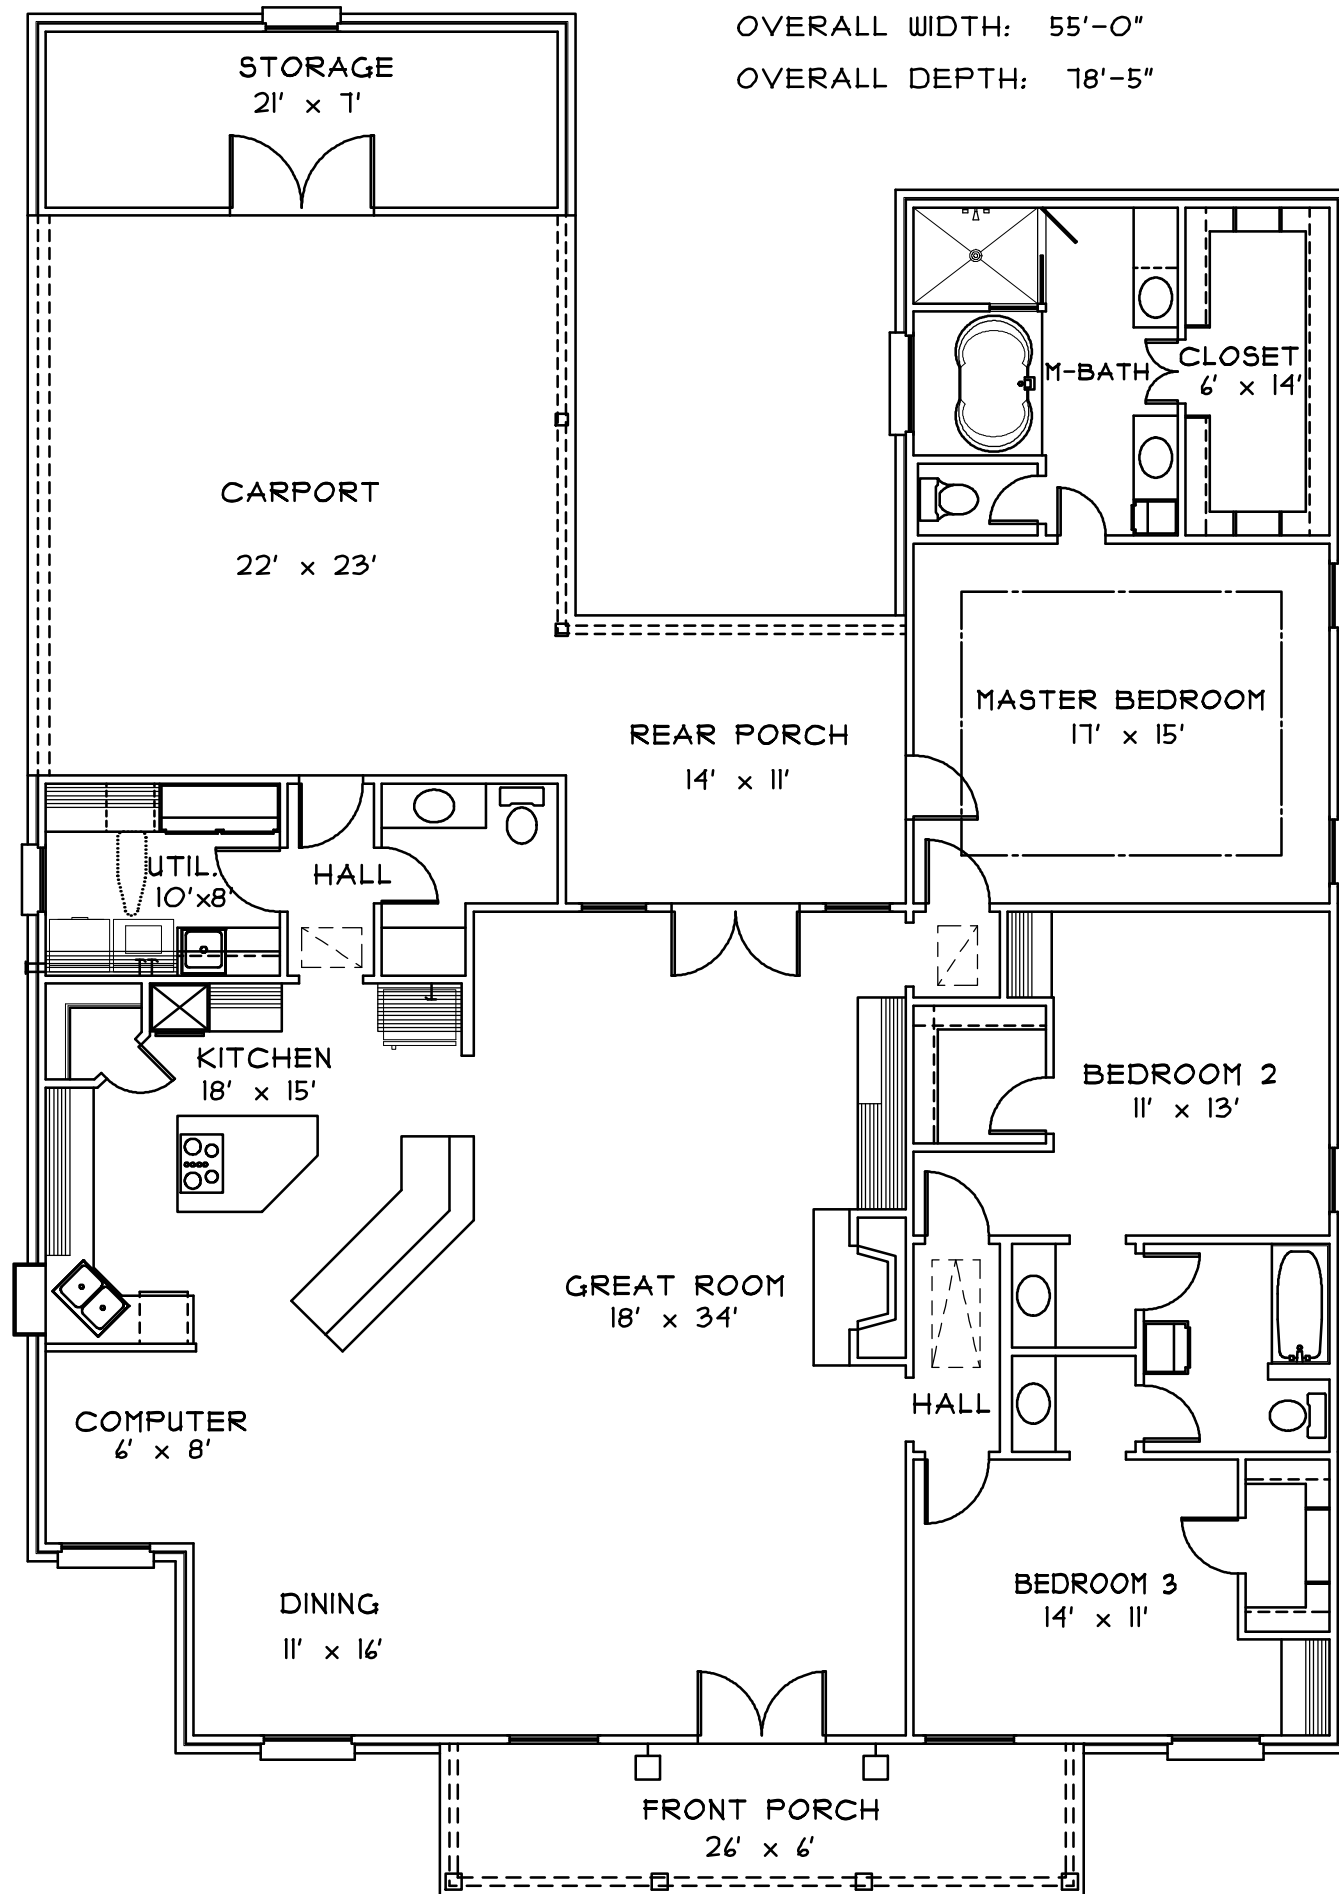 OVERALL WIDTH: 55'-0"
OVERALL DEPTH: 78'-5"
STORAGE
21' x 7'
M-BATH
CLOSET
6' x 14'
CARPORT
22' x 23'
MASTER BEDROOM
17' x 15'
REAR PORCH
14' x 11'
UTIL.
10'x8'
HALL
KITCHEN
18' x 15'
BEDROOM 2
11' x 13'
GREAT ROOM
18' x 34'
HALL
COMPUTER
6' x 8'
BEDROOM 3
14' x 11'
DINING
11' x 16'
FRONT PORCH
26' x 6'